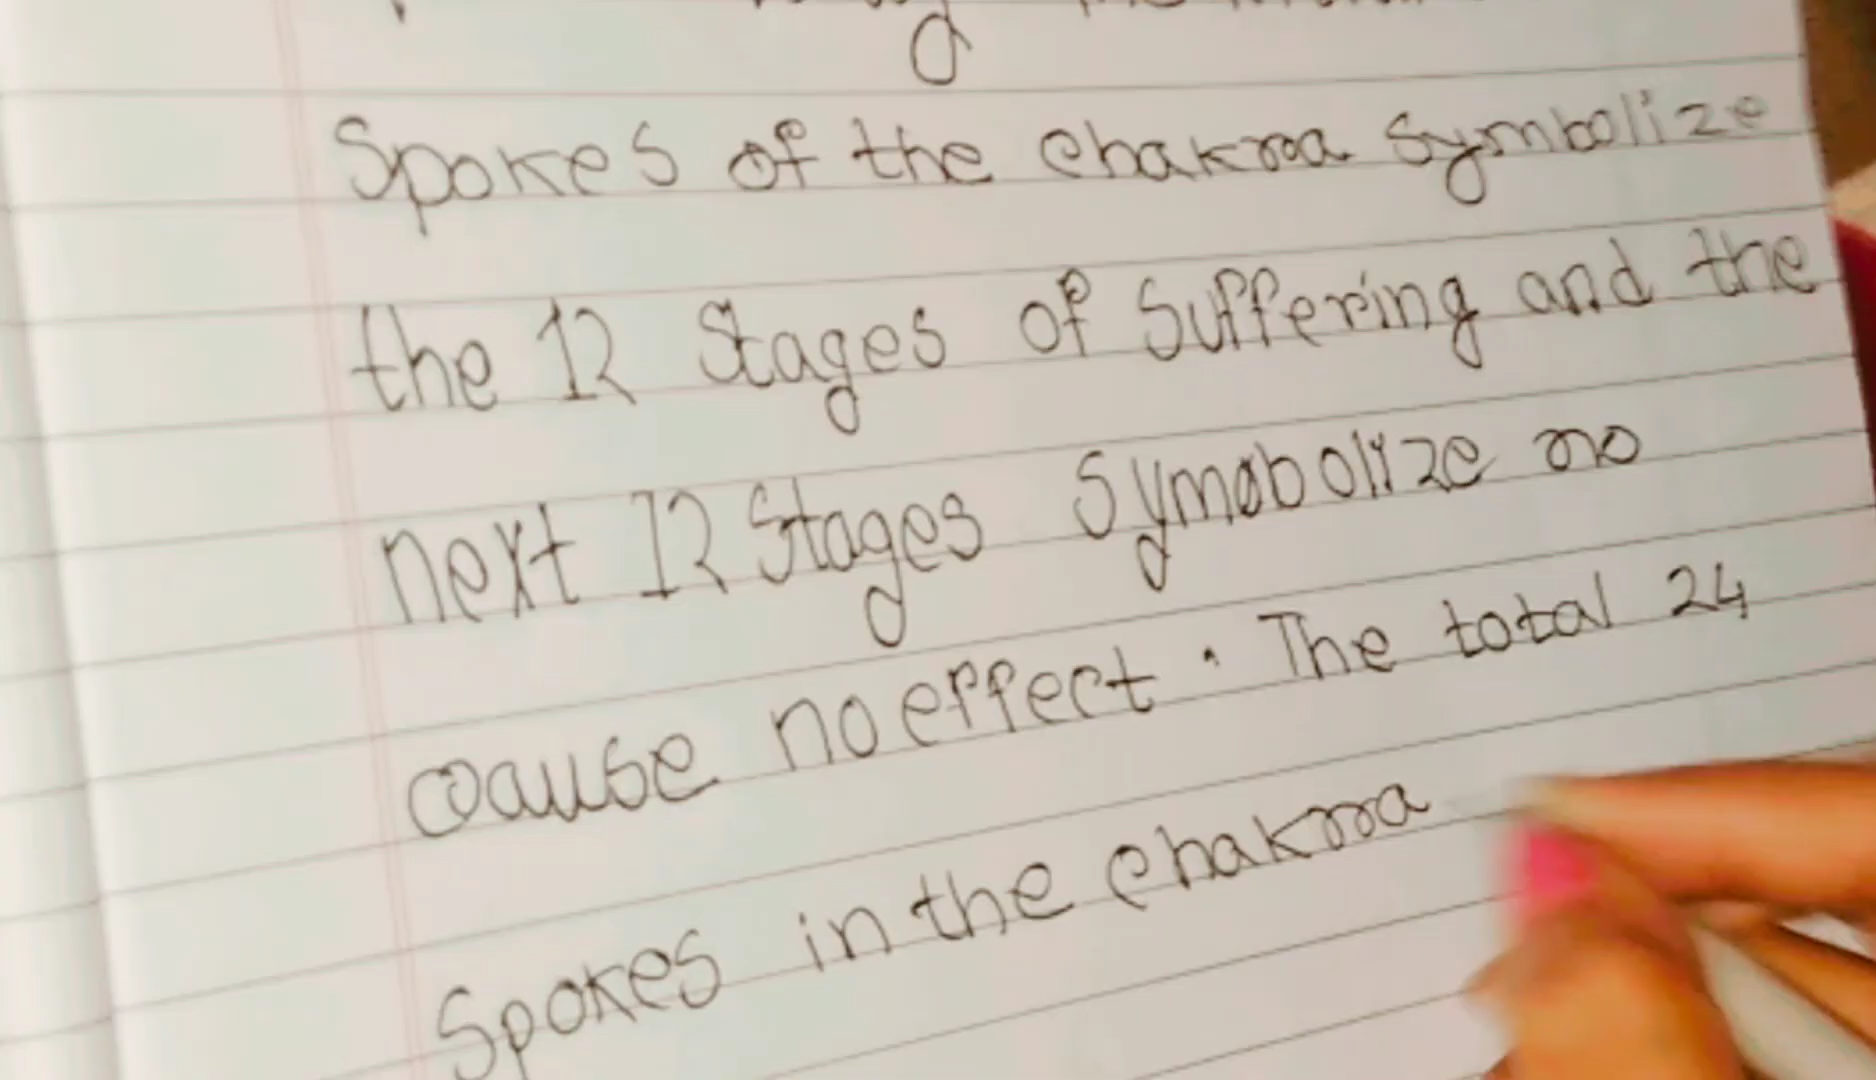 Spokes of the chakra symbolize
the 12 Stages of Suffering and the
next 12 Stages Symabolize no
cause no effect. The total 24
Spokes in the chakra